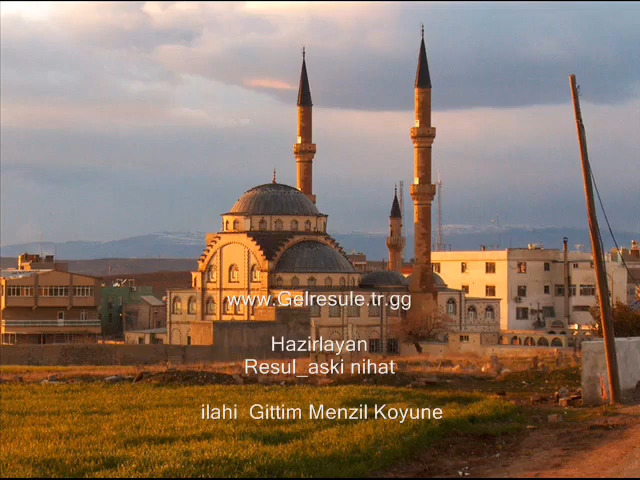 www.Gelresule.tr.gg
Hazirlayan
Resul_aski nihat
ilahi Gittim Menzil Koyune